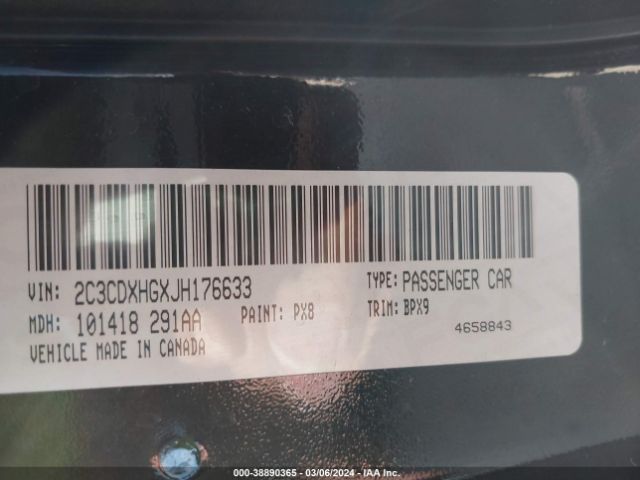 VIN: 2C3CDXHGXJH176633 TYPE: PASSENGER CAR
MDH: 101418 291AA PAINT: PX8 TRIM: BPX9
VEHICLE MADE IN CANADA 4658843
000-38890365 - 03/06/2024 - IAA Inc.